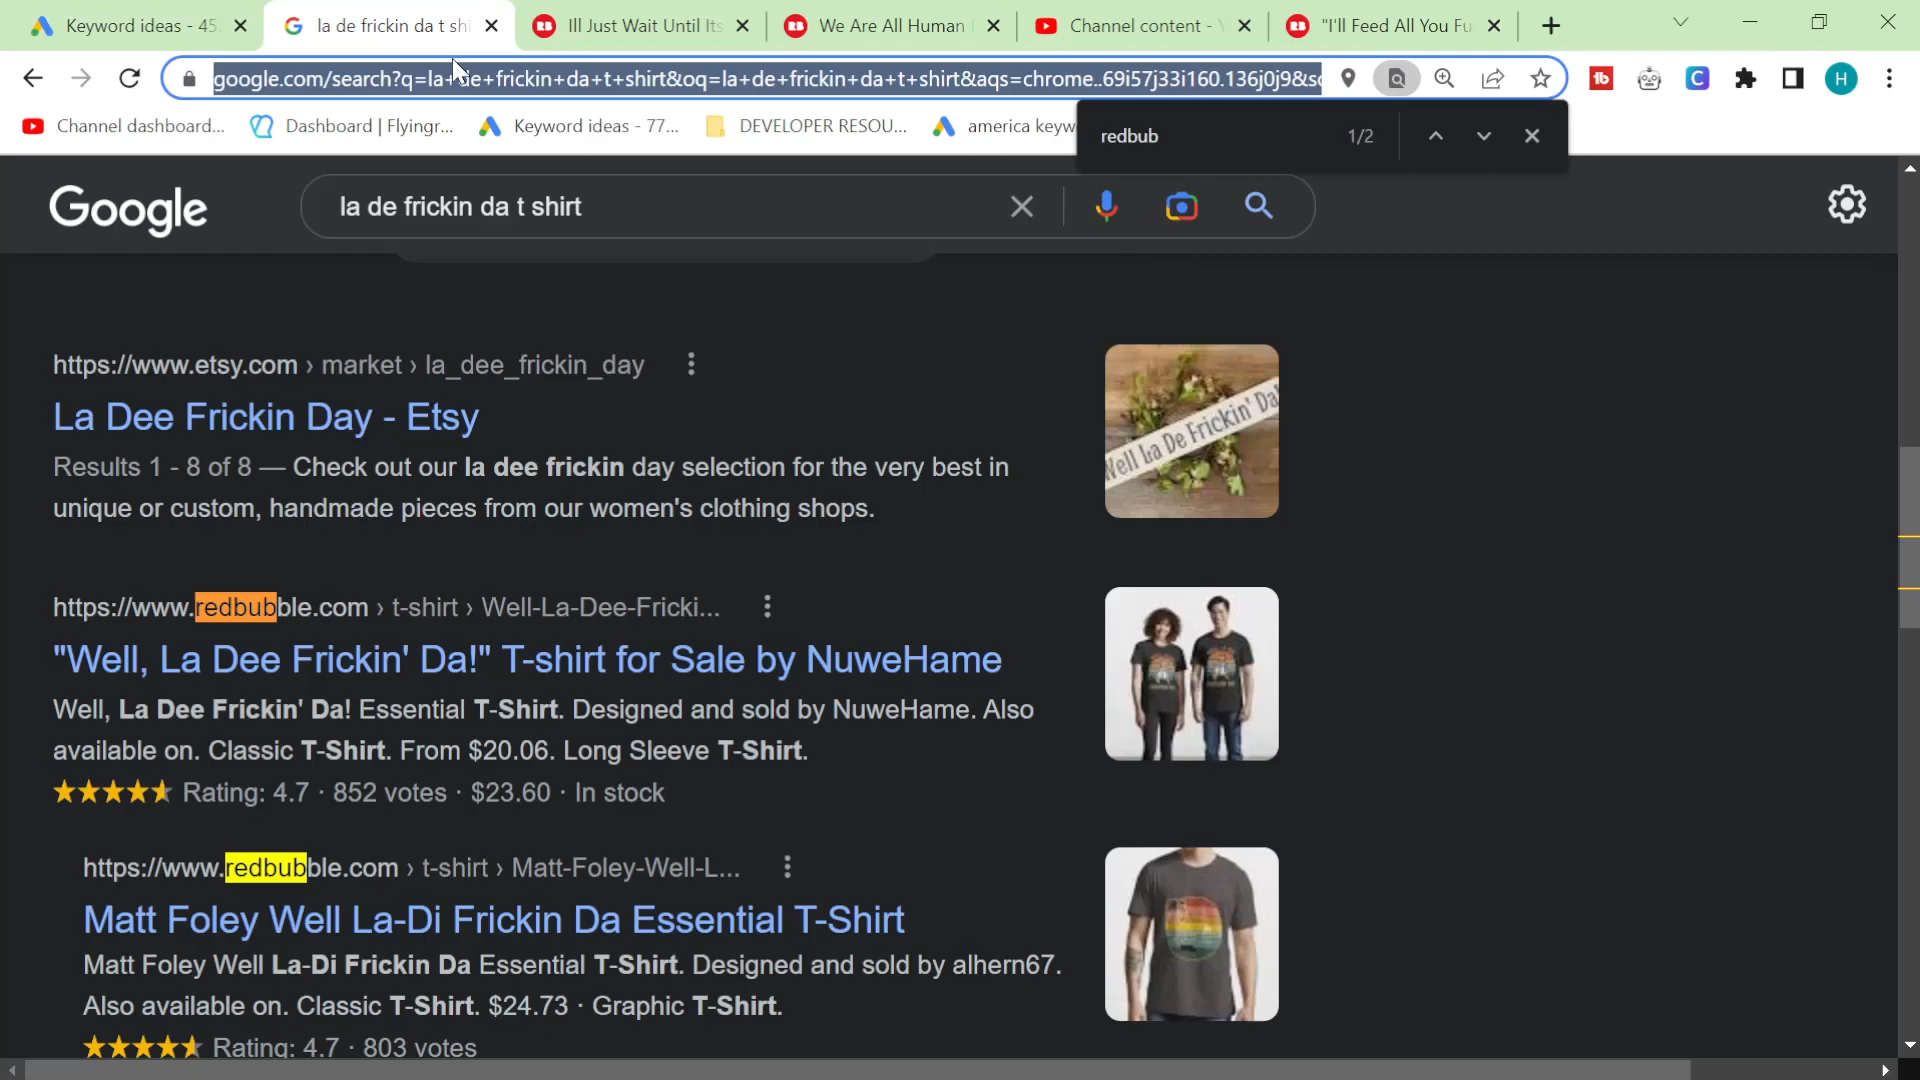 Keyword ideas - 45
la de frickin da t shi
Ill Just Wait Until Its
We Are All Human
Channel content - Y
"I'll Feed All You Fu
google.com/search?q=la+de+frickin+da+t+shirt&oq=la+de+frickin+da+t+shirt&aqs=chrome..69i57j33i160.136j0j9&so
H
Channel dashboard...
Dashboard | Flyingr...
Keyword ideas - 77...
DEVELOPER RESOU...
america keyw
redbub
1/2
Google
la de frickin da t shirt
https://www.etsy.com › market › la_dee_frickin_day
La Dee Frickin Day - Etsy
Results 1 - 8 of 8 — Check out our la dee frickin day selection for the very best in
unique or custom, handmade pieces from our women's clothing shops.
Well La De Frickin' Da!
https://www.redbubble.com › t-shirt › Well-La-Dee-Fricki...
"Well, La Dee Frickin' Da!" T-shirt for Sale by NuweHame
Well, La Dee Frickin' Da! Essential T-Shirt. Designed and sold by NuweHame. Also
available on. Classic T-Shirt. From $20.06. Long Sleeve T-Shirt.
Rating: 4.7 · 852 votes · $23.60 · In stock
https://www.redbubble.com › t-shirt › Matt-Foley-Well-L...
Matt Foley Well La-Di Frickin Da Essential T-Shirt
Matt Foley Well La-Di Frickin Da Essential T-Shirt. Designed and sold by alhern67.
Also available on. Classic T-Shirt. $24.73 · Graphic T-Shirt.
Rating: 4.7 · 803 votes